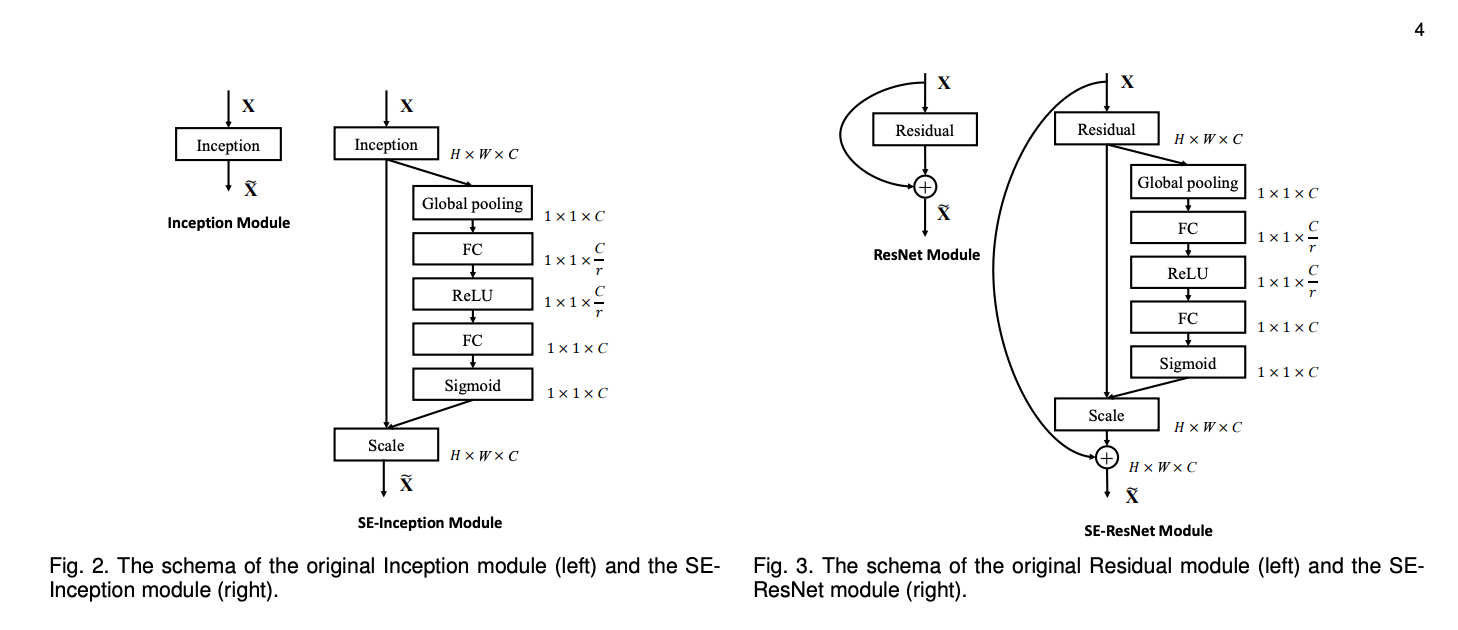 4
X
Inception
X̃
Inception Module
X
Inception
H × W × C
Global pooling
1 × 1 × C
FC
1 × 1 × C/r
ReLU
1 × 1 × C/r
FC
1 × 1 × C
Sigmoid
1 × 1 × C
Scale
H × W × C
X̃
SE-Inception Module
Fig. 2. The schema of the original Inception module (left) and the SE-
Inception module (right).
X
Residual
+
X̃
ResNet Module
X
Residual
H × W × C
Global pooling
1 × 1 × C
FC
1 × 1 × C/r
ReLU
1 × 1 × C/r
FC
1 × 1 × C
Sigmoid
1 × 1 × C
Scale
H × W × C
+
H × W × C
X̃
SE-ResNet Module
Fig. 3. The schema of the original Residual module (left) and the SE-
ResNet module (right).